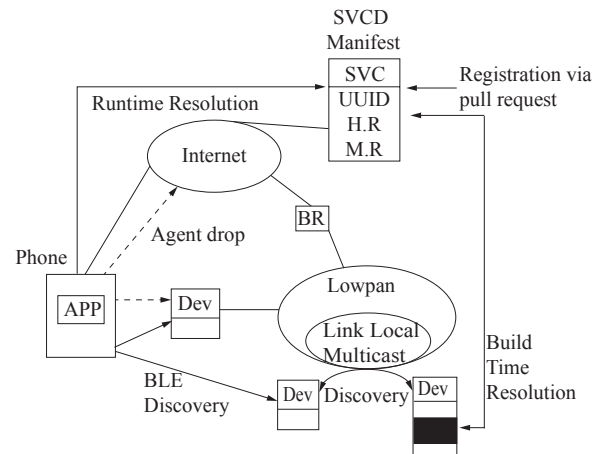 SVCD
Manifest
SVC
UUID
H.R
M.R
Registration via
pull request
Runtime Resolution
Internet
BR
Agent drop
Phone
APP
Dev
Lowpan
Link Local
Multicast
BLE
Discovery
Dev
Discovery
Dev
Build
Time
Resolution